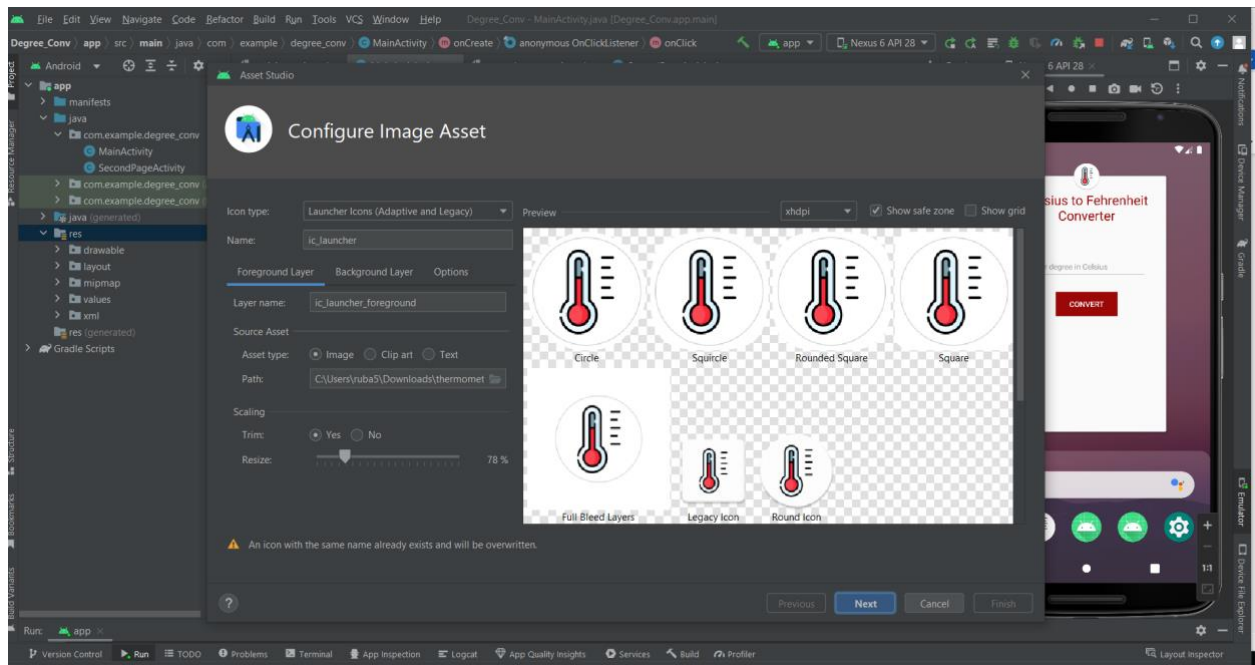 File Edit View Navigate Code Refactor Build Run Tools VCS Window Help Degree_Conv - MainActivity.java [Degree_Conv.app.main]
Degree_Conv app src main java com example degree_conv MainActivity onCreate anonymous OnClickListener onClick app Nexus 6 API 28
Project
Android
Asset Studio
6 API 28
Notifications
app
manifests
java
com.example.degree_conv
MainActivity
SecondPageActivity
com.example.degree_conv
com.example.degree_conv
java (generated)
res
drawable
layout
mipmap
values
xml
res (generated)
Gradle Scripts
Resource Manager
Structure
Bookmarks
Build Variants
Configure Image Asset
Icon type: Launcher Icons (Adaptive and Legacy)
Name: ic_launcher
Foreground Layer Background Layer Options
Layer name: ic_launcher_foreground
Source Asset
Asset type: Image Clip art Text
Path: C:\Users\ruba5\Downloads\thermomet
Scaling
Trim: Yes No
Resize: 78 %
Preview xhdpi Show safe zone Show grid
Circle Squircle Rounded Square Square
Full Bleed Layers Legacy Icon Round Icon
An icon with the same name already exists and will be overwritten.
? Previous Next Cancel Finish
sius to Fahrenheit
Converter
degree in Celisius
CONVERT
1:1
Device Manager
Gradle
Emulator
Device File Explorer
Run: app
Version Control Run TODO Problems Terminal App Inspection Logcat App Quality Insights Services Build Profiler Layout Inspector